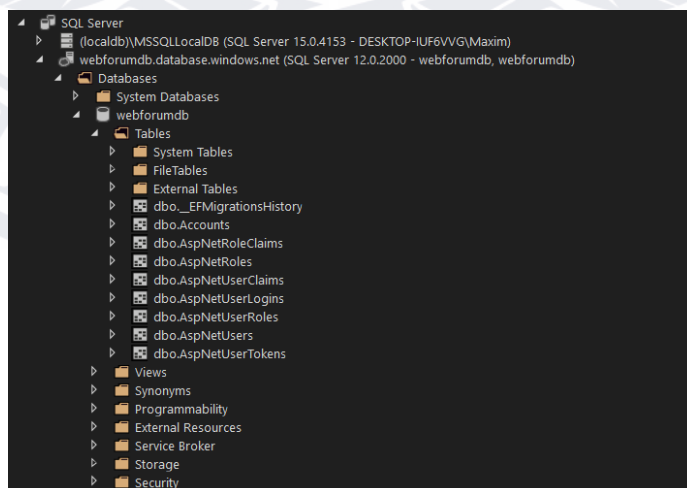 SQL Server
(localdb)\MSSQLLocalDB (SQL Server 15.0.4153 - DESKTOP-IUF6VVG\Maxim)
webforumdb.database.windows.net (SQL Server 12.0.2000 - webforumdb, webforumdb)
Databases
System Databases
webforumdb
Tables
System Tables
FileTables
External Tables
dbo.__EFMigrationsHistory
dbo.Accounts
dbo.AspNetRoleClaims
dbo.AspNetRoles
dbo.AspNetUserClaims
dbo.AspNetUserLogins
dbo.AspNetUserRoles
dbo.AspNetUsers
dbo.AspNetUserTokens
Views
Synonyms
Programmability
External Resources
Service Broker
Storage
Security